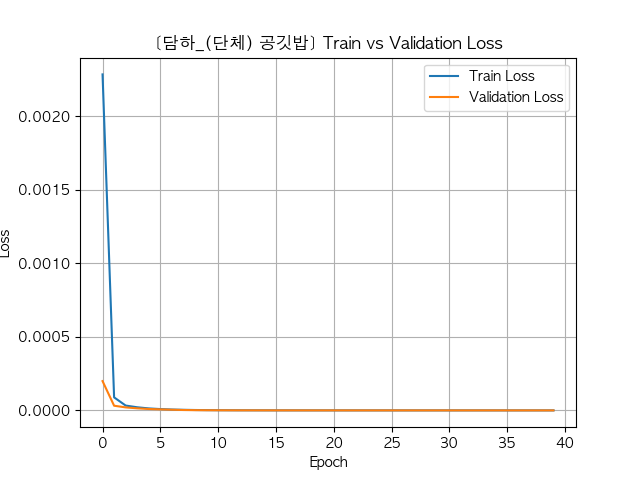 [담하_(단체) 공깃밥] Train vs Validation Loss
Train Loss
Validation Loss
Loss
0.0020
0.0015
0.0010
0.0005
0.0000
0 5 10 15 20 25 30 35 40
Epoch